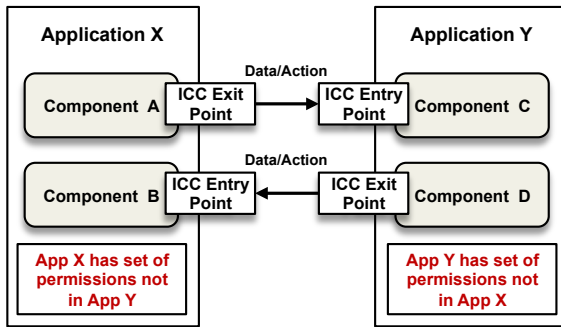 Application X
Application Y
Data/Action
Component A
ICC Exit
Point
ICC Entry
Point
Component C
Data/Action
Component B
ICC Entry
Point
ICC Exit
Point
Component D
App X has set of
permissions not
in App Y
App Y has set of
permissions not
in App X